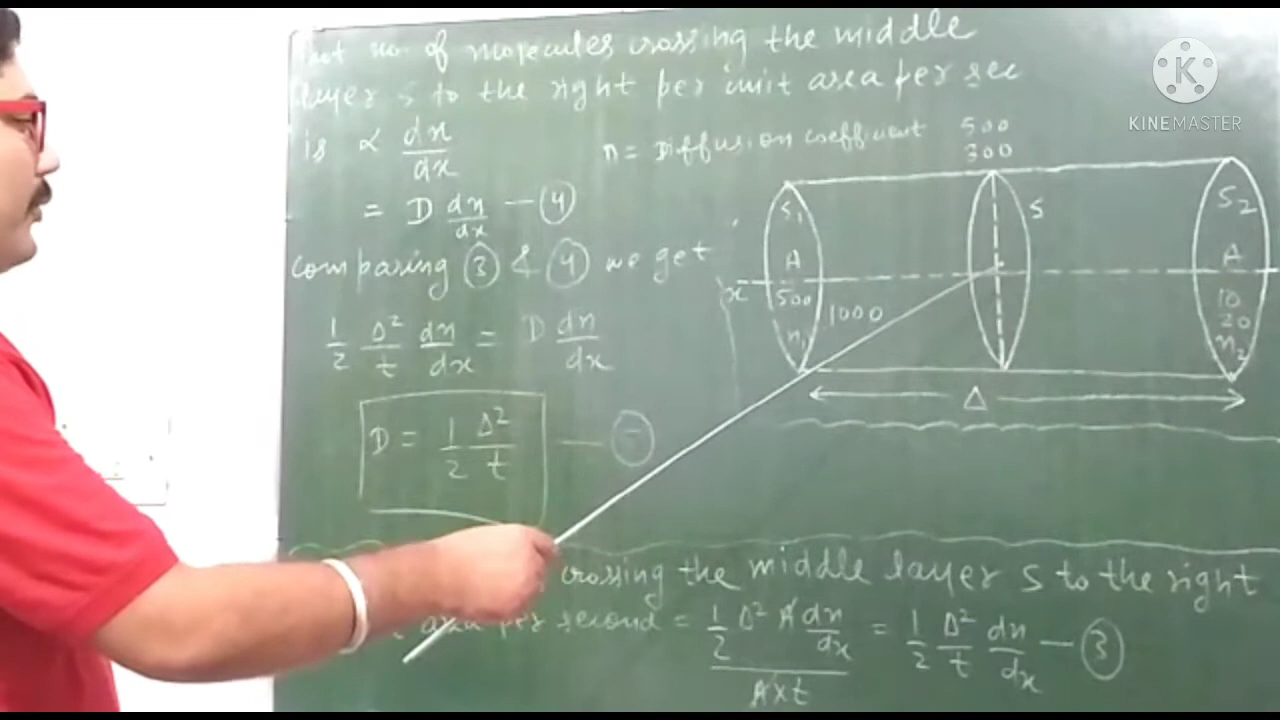 no. of molecules crossing the middle
layer s to the right per unit area per sec
is ∝ dx/dx
= D dn/dx — ④
comparing ③ & ④ we get
1/2 Δ²/t dn/dx = D dn/dx
D = 1/2 Δ²/t
n = Diffusion coefficient
500
300
S₁
A
500
n₁
x
1000
S
S₂
A
10
20
n₂
Δ
crossing the middle layer s to the right
area per second = 1/2 Δ² A dn/dx / A x t = 1/2 Δ²/t dn/dx — ③
K
KINEMASTER